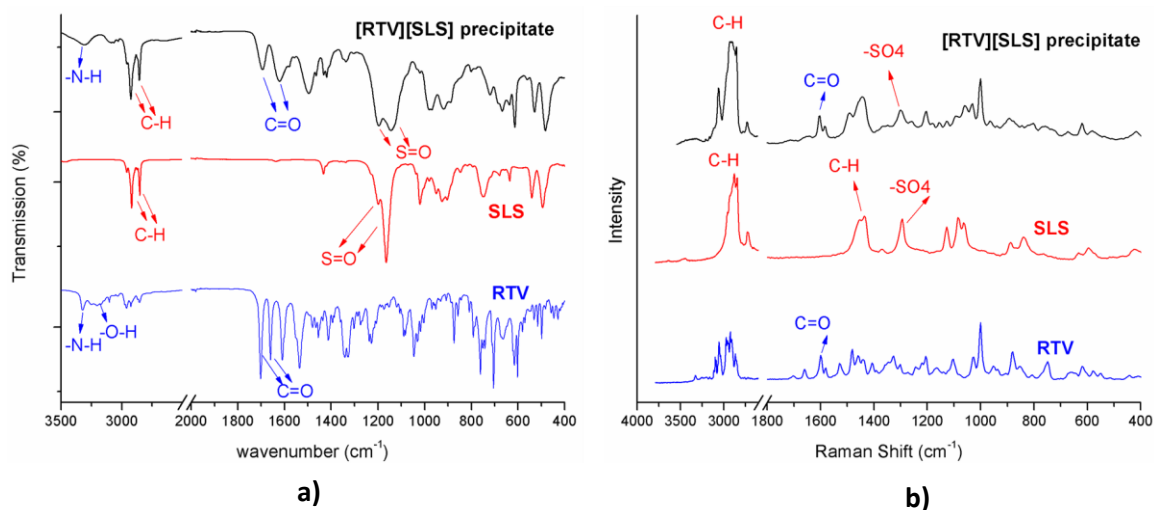 [RTV][SLS] precipitate
-N-H
C-H
C=O
S=O
SLS
C-H
S=O
RTV
-N-H
-O-H
C=O
Transmission (%)
3500 3000 2000 1800 1600 1400 1200 1000 800 600 400
wavenumber (cm-1)
a)
C-H
[RTV][SLS] precipitate
-SO4
C=O
C-H
C-H
-SO4
SLS
C=O
RTV
Intensity
4000 3500 3000 1800 1600 1400 1200 1000 800 600 400
Raman Shift (cm-1)
b)